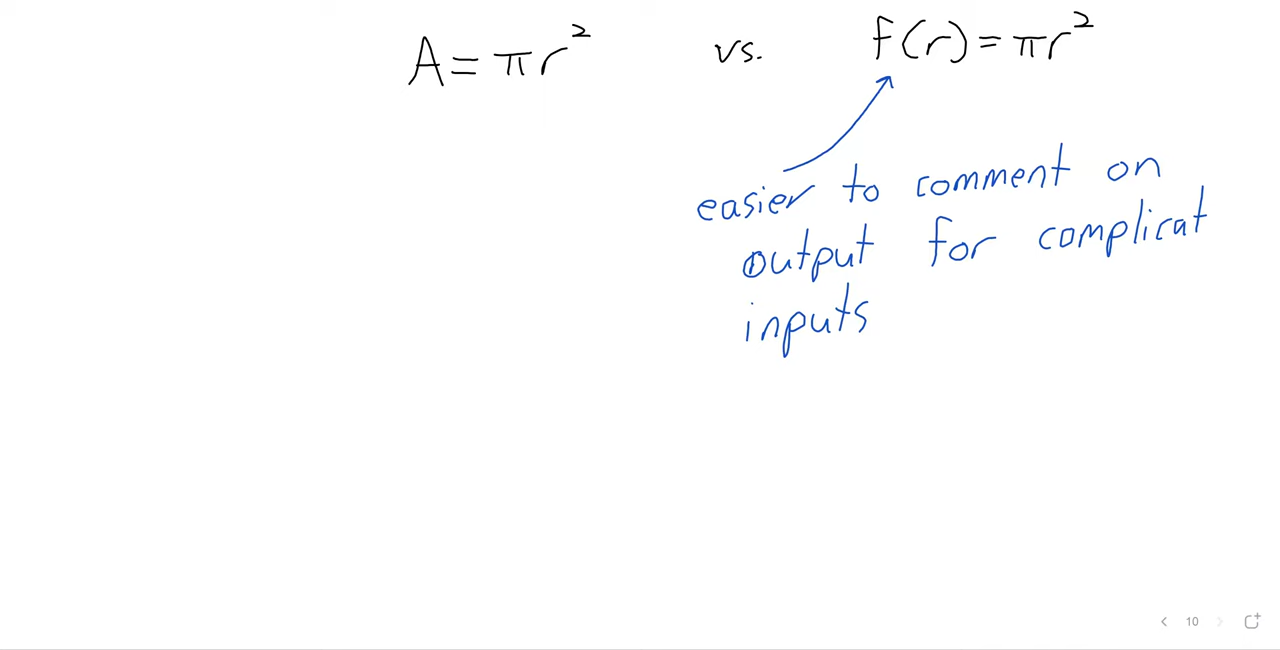 A = πr² vs. f(r) = πr²
easier to comment on
output for complicat
inputs
10